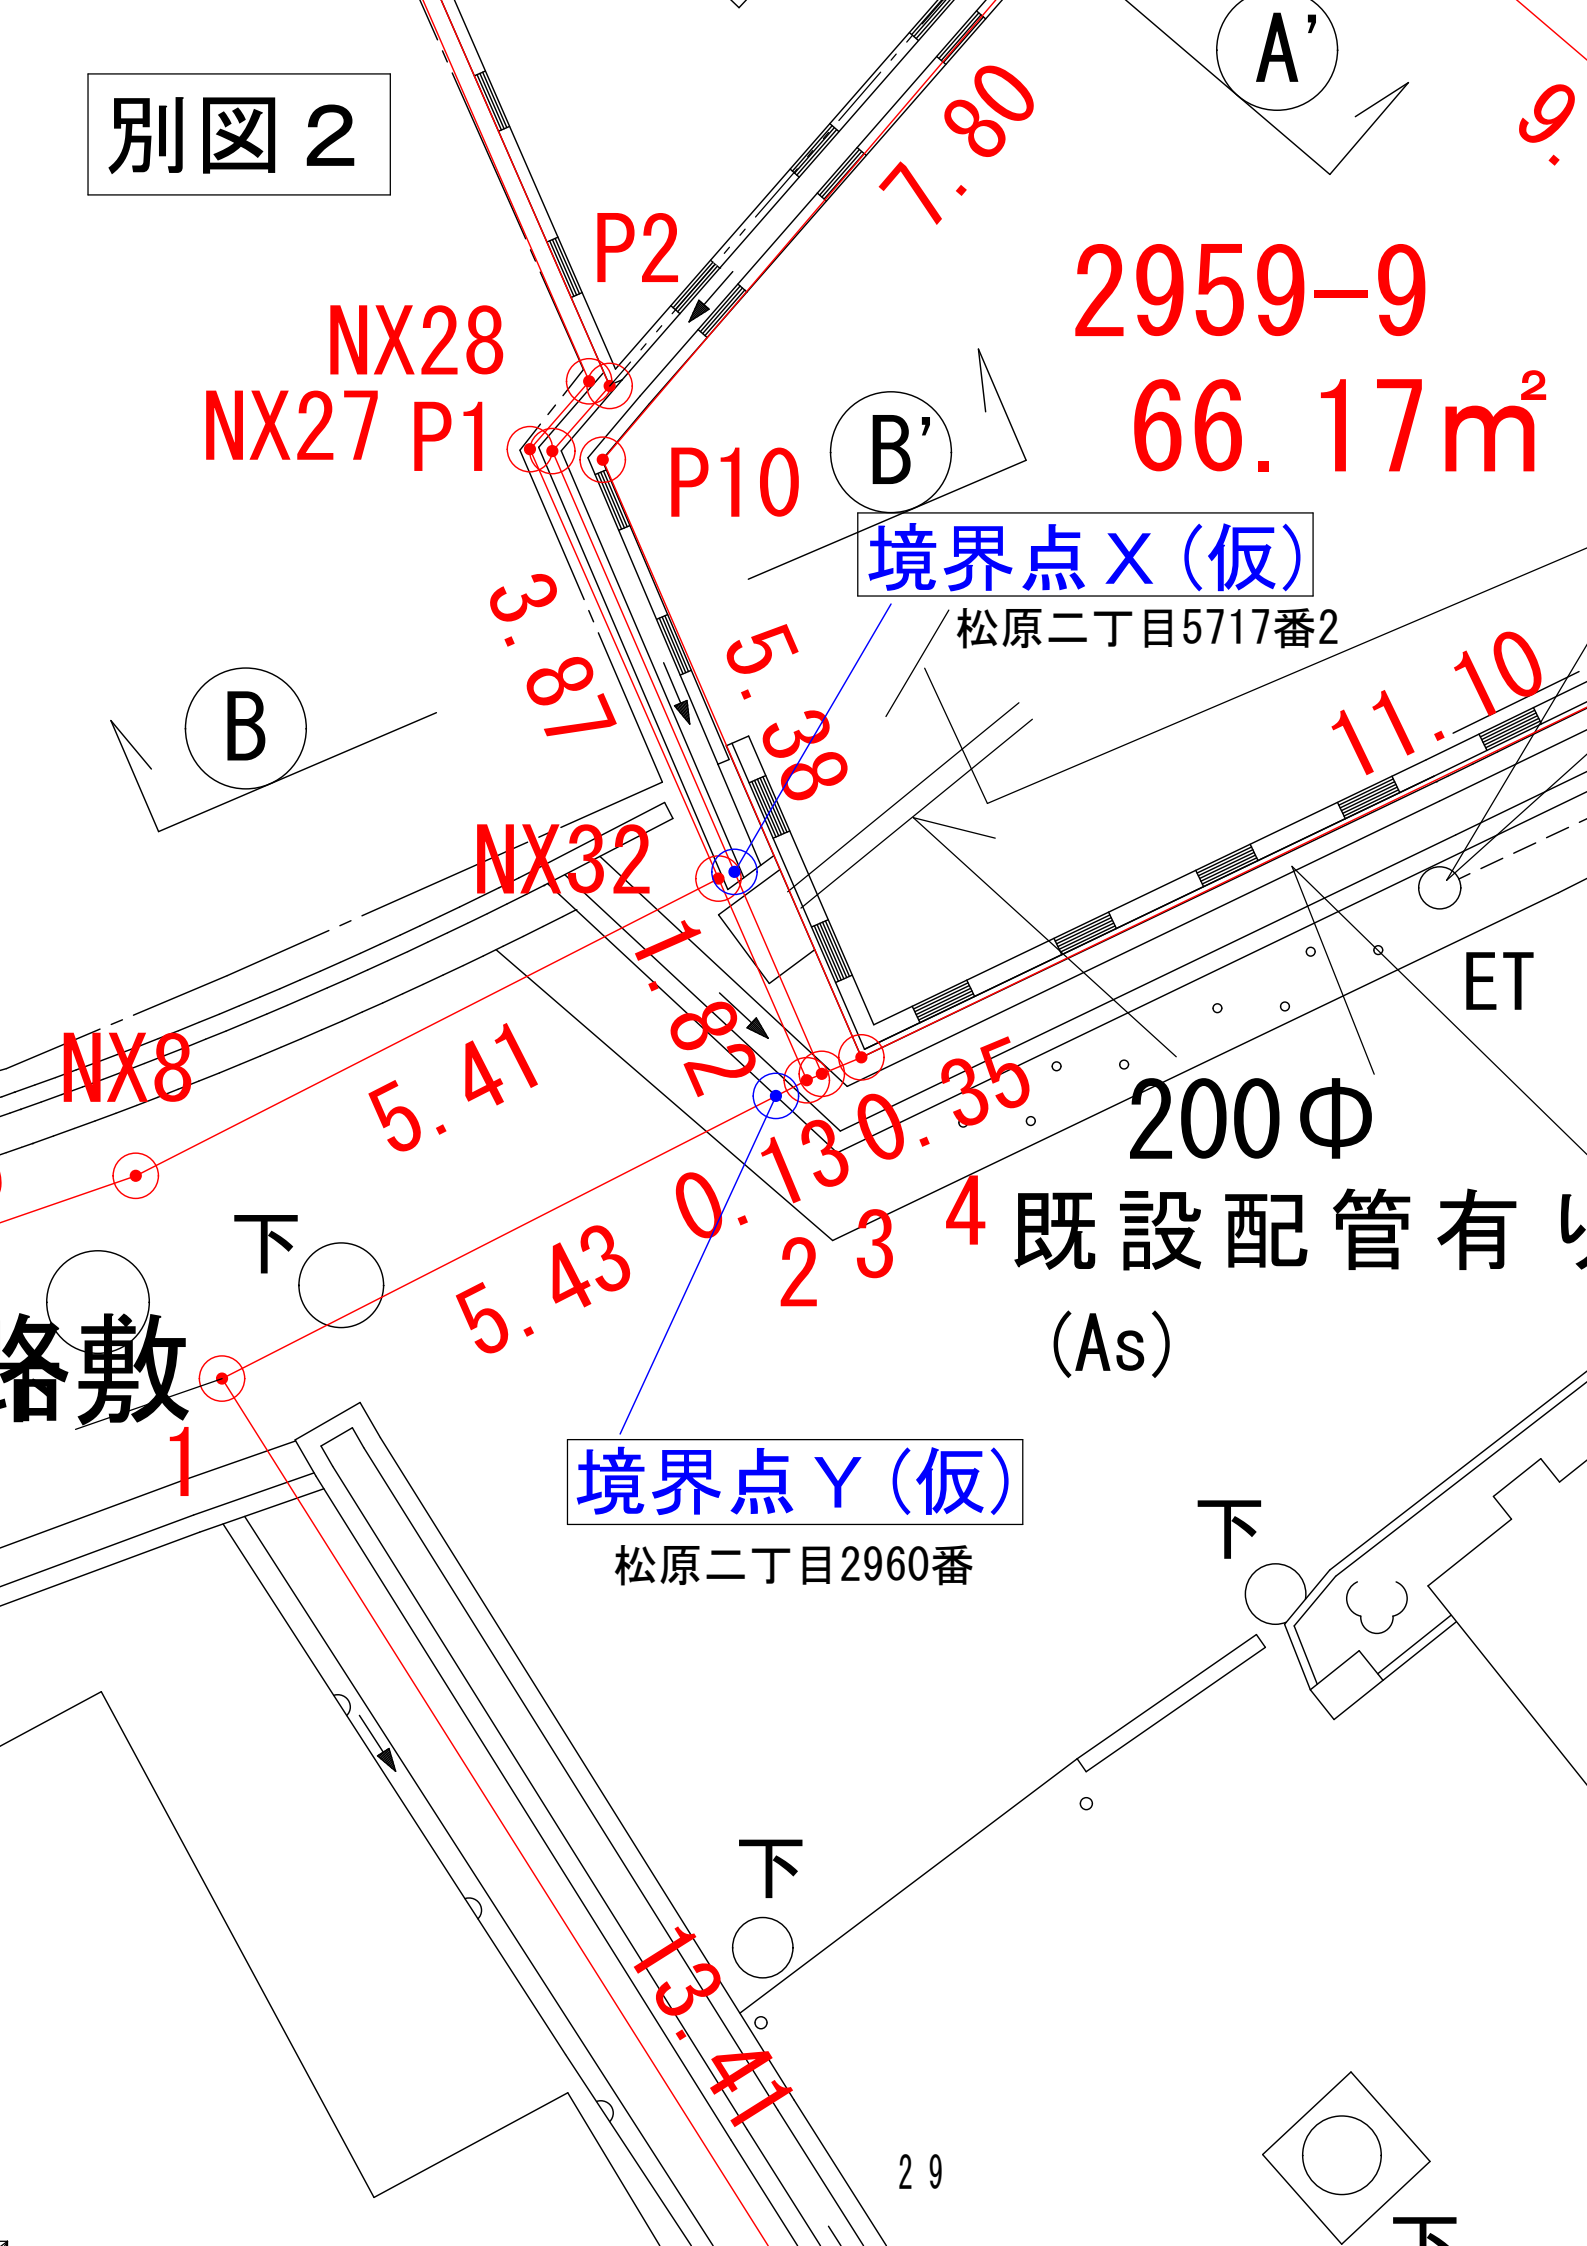 別図２
A'
7.80
9.
P2
2959-9
NX28
66.17㎡
NX27 P1
P10
B'
境界点Ｘ(仮)
松原二丁目5717番2
3.87
5.38
11.10
B
NX32
1.82
ET
NX8
5.41
0.35
200Φ
0.13
下
5.43
2 3 4
既設配管有り
(As)
路敷
1
境界点Ｙ(仮)
松原二丁目2960番
下
下
13.41
29
下